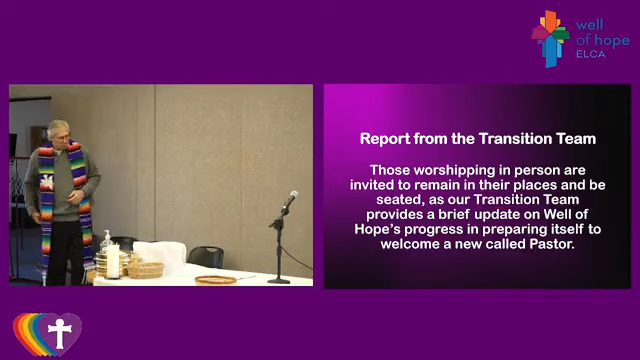 well
of hope
ELCA
Report from the Transition Team
Those worshipping in person are
invited to remain in their places and be
seated, as our Transition Team
provides a brief update on Well of
Hope's progress in preparing itself to
welcome a new called Pastor.